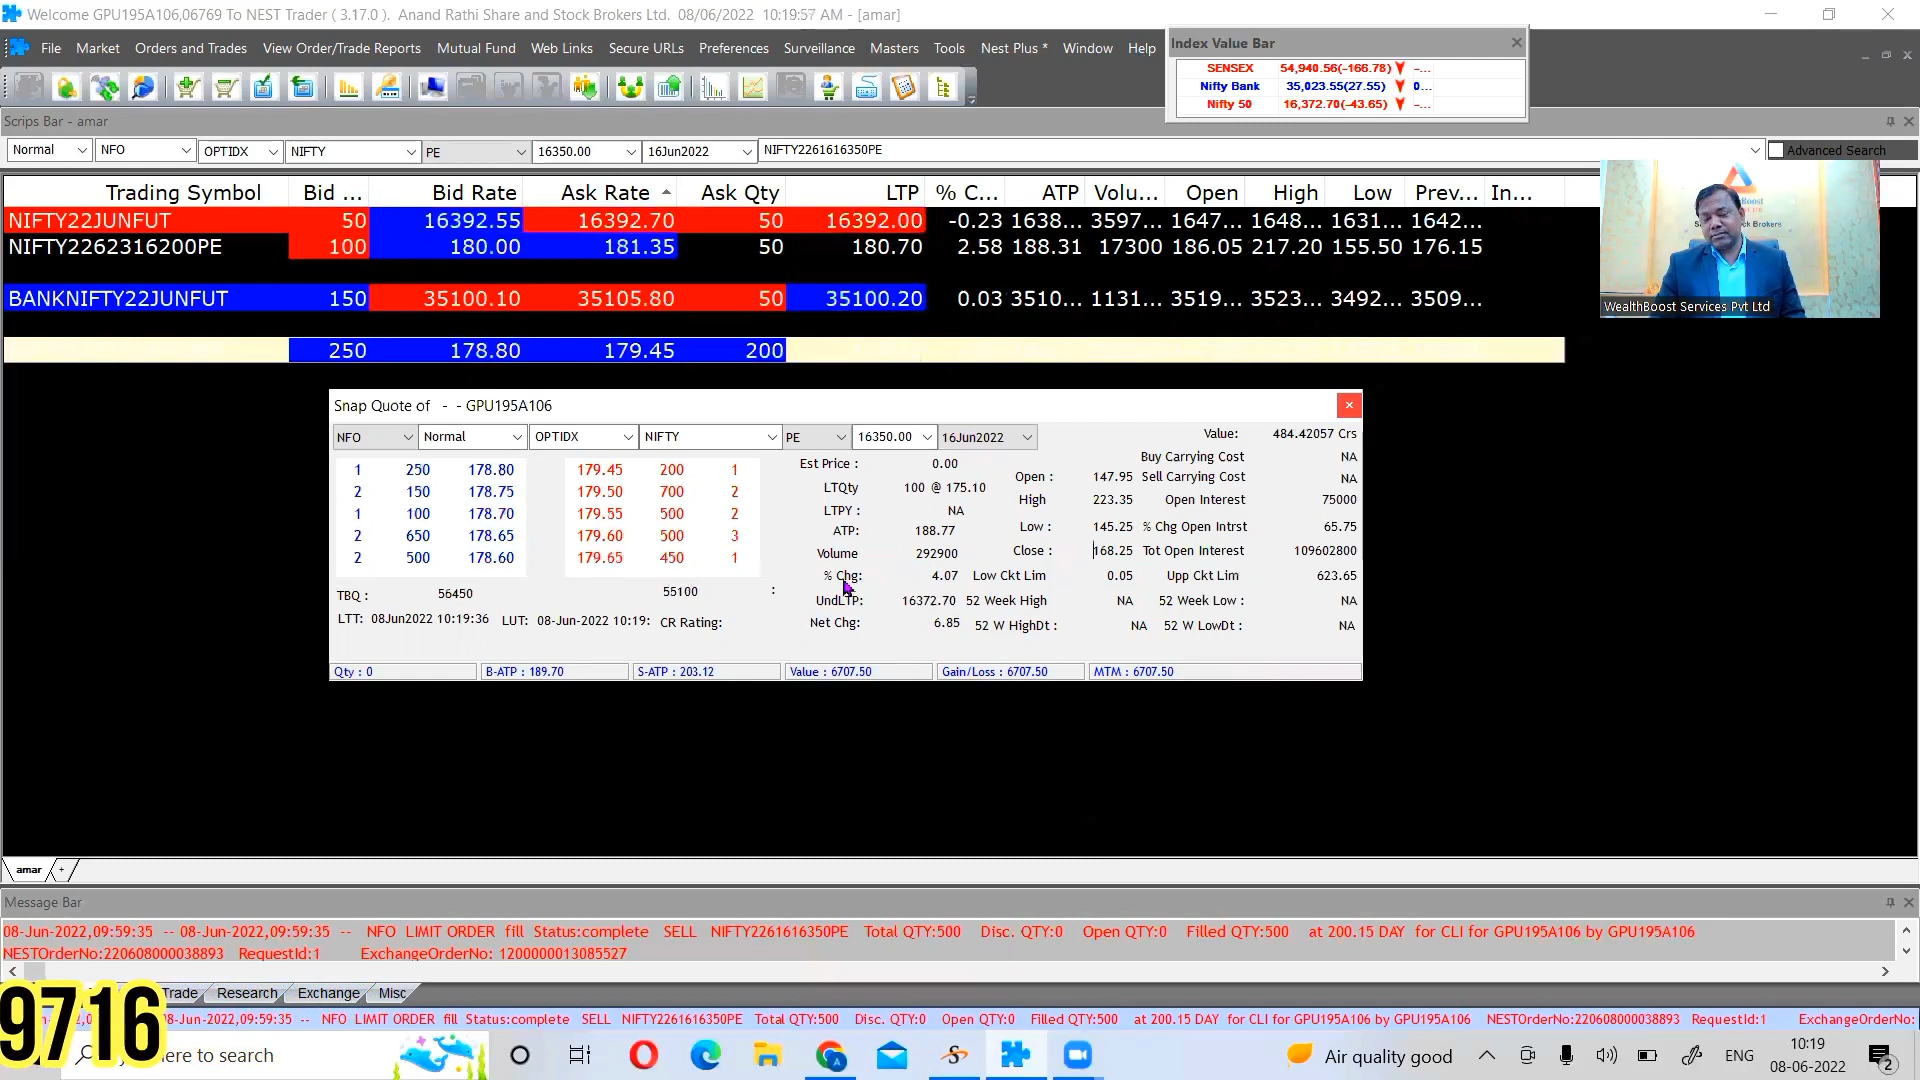 Welcome GPU195A106,06769 To NEST Trader ( 3.17.0 ). Anand Rathi Share and Stock Brokers Ltd. 08/06/2022 10:19:57 AM - [amar]
File Market Orders and Trades View Order/Trade Reports Mutual Fund Web Links Secure URLs Preferences Surveillance Masters Tools Nest Plus * Window Help
Index Value Bar
SENSEX 54,940.56(-166.78) -...
Nifty Bank 35,023.55(27.55) 0...
Nifty 50 16,372.70(-43.65) -...
Scrips Bar - amar
Normal NFO OPTIDX NIFTY PE 16350.00 16Jun2022 NIFTY2261616350PE Advanced Search
Trading Symbol Bid ... Bid Rate Ask Rate Ask Qty LTP % C... ATP Volu... Open High Low Prev... In...
NIFTY22JUNFUT 50 16392.55 16392.70 50 16392.00 -0.23 1638... 3597... 1647... 1648... 1631... 1642...
NIFTY2262316200PE 100 180.00 181.35 50 180.70 2.58 188.31 17300 186.05 217.20 155.50 176.15
BANKNIFTY22JUNFUT 150 35100.10 35105.80 50 35100.20 0.03 3510... 1131... 3519... 3523... 3492... 3509...
250 178.80 179.45 200
WealthBoost Services Pvt Ltd
Snap Quote of - - GPU195A106
NFO Normal OPTIDX NIFTY PE 16350.00 16Jun2022 Value: 484.42057 Crs
Buy Carrying Cost NA
1 250 178.80 179.45 200 1 Est Price : 0.00 Open : 147.95 Sell Carrying Cost NA
2 150 178.75 179.50 700 2 LTQty 100 @ 175.10 High 223.35 Open Interest 75000
1 100 178.70 179.55 500 2 LTPY : NA Low : 145.25 % Chg Open Intrst 65.75
2 650 178.65 179.60 500 3 ATP: 188.77 Close : 168.25 Tot Open Interest 109602800
2 500 178.60 179.65 450 1 Volume 292900
% Chg: 4.07 Low Ckt Lim 0.05 Upp Ckt Lim 623.65
TBQ : 56450 55100 : UndLTP: 16372.70 52 Week High NA 52 Week Low : NA
LTT: 08Jun2022 10:19:36 LUT: 08-Jun-2022 10:19: CR Rating: Net Chg: 6.85 52 W HighDt : NA 52 W LowDt : NA
Qty : 0 B-ATP : 189.70 S-ATP : 203.12 Value : 6707.50 Gain/Loss : 6707.50 MTM : 6707.50
amar +
Message Bar
08-Jun-2022,09:59:35 -- 08-Jun-2022,09:59:35 -- NFO LIMIT ORDER fill Status:complete SELL NIFTY2261616350PE Total QTY:500 Disc. QTY:0 Open QTY:0 Filled QTY:500 at 200.15 DAY for CLI for GPU195A106 by GPU195A106
NESTOrderNo:220608000038893 RequestId:1 ExchangeOrderNo: 1200000013085527
Trade Research Exchange Misc
9716
08-Jun-2022,09:59:35 -- NFO LIMIT ORDER fill Status:complete SELL NIFTY2261616350PE Total QTY:500 Disc. QTY:0 Open QTY:0 Filled QTY:500 at 200.15 DAY for CLI for GPU195A106 by GPU195A106 NESTOrderNo:220608000038893 RequestId:1 ExchangeOrderNo:
here to search Air quality good ENG 10:19
08-06-2022 2